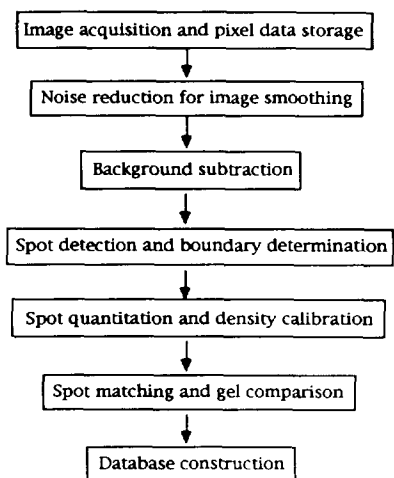 Image acquisition and pixel data storage
Noise reduction for image smoothing
Background subtraction
Spot detection and boundary determination
Spot quantitation and density calibration
Spot matching and gel comparison
Database construction